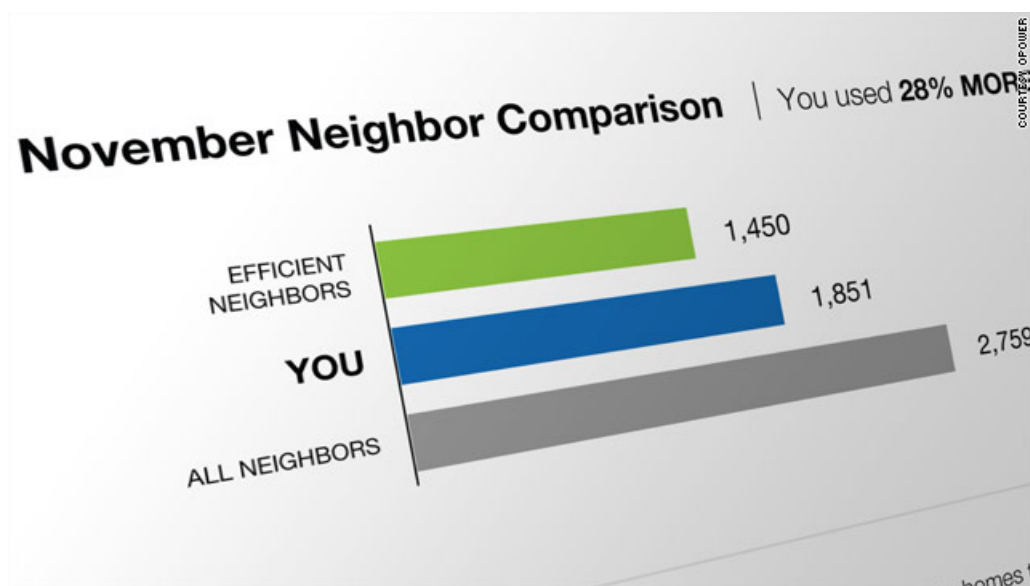 COURTESY OPOWER
November Neighbor Comparison | You used 28% MORE
EFFICIENT
NEIGHBORS
1,450
YOU
1,851
ALL NEIGHBORS
2,759
homes